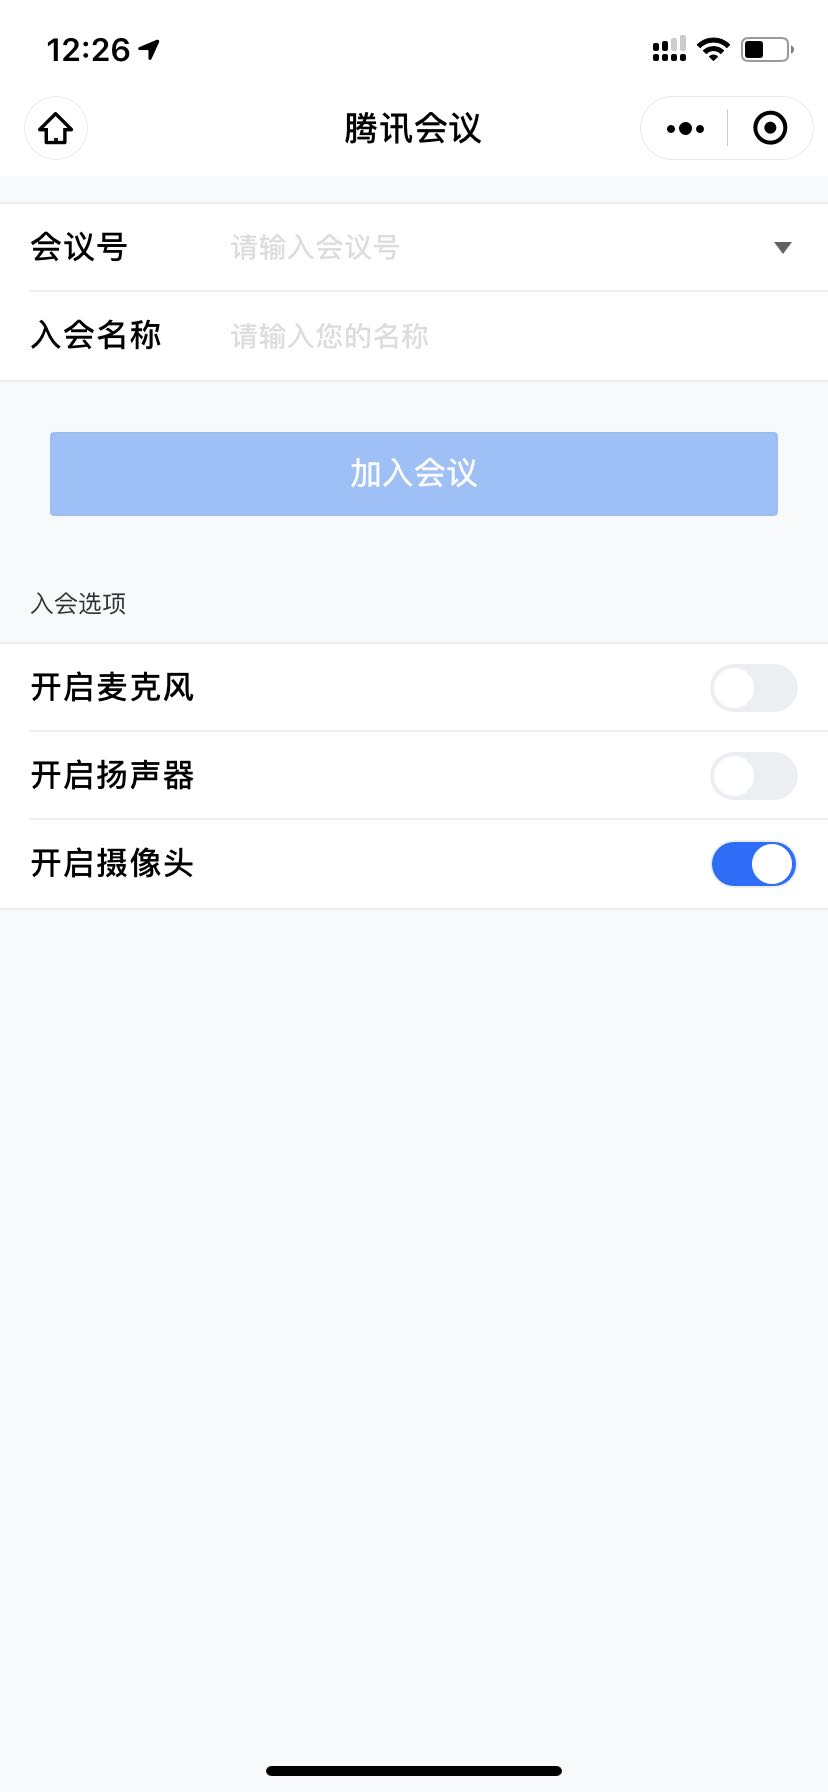 12:26
腾讯会议
会议号 请输入会议号
入会名称 请输入您的名称
加入会议
入会选项
开启麦克风
开启扬声器
开启摄像头